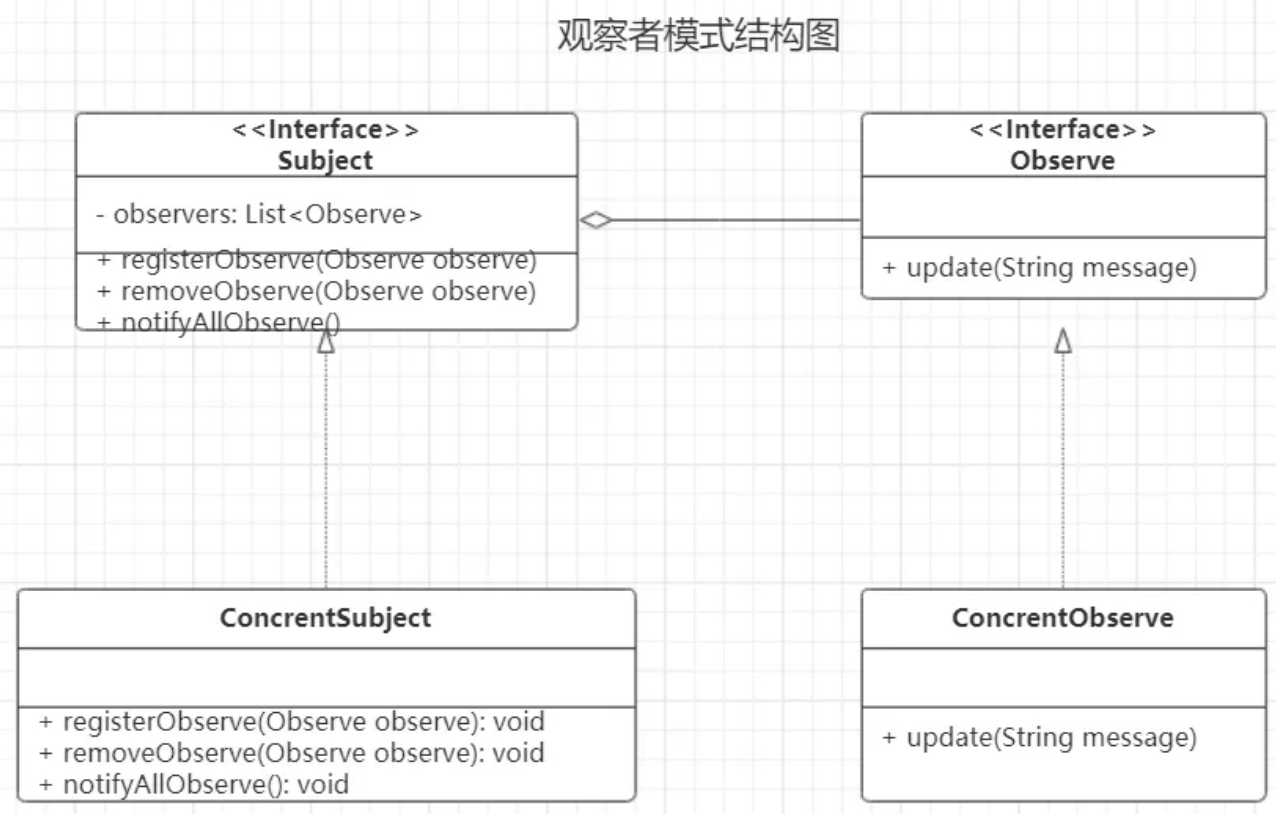 观察者模式结构图
<<Interface>>
Subject
- observers: List<Observe>
+ registerObserve(Observe observe)
+ removeObserve(Observe observe)
+ notifyAllObserve()
<<Interface>>
Observe
+ update(String message)
ConcrentSubject
+ registerObserve(Observe observe): void
+ removeObserve(Observe observe): void
+ notifyAllObserve(): void
ConcrentObserve
+ update(String message)